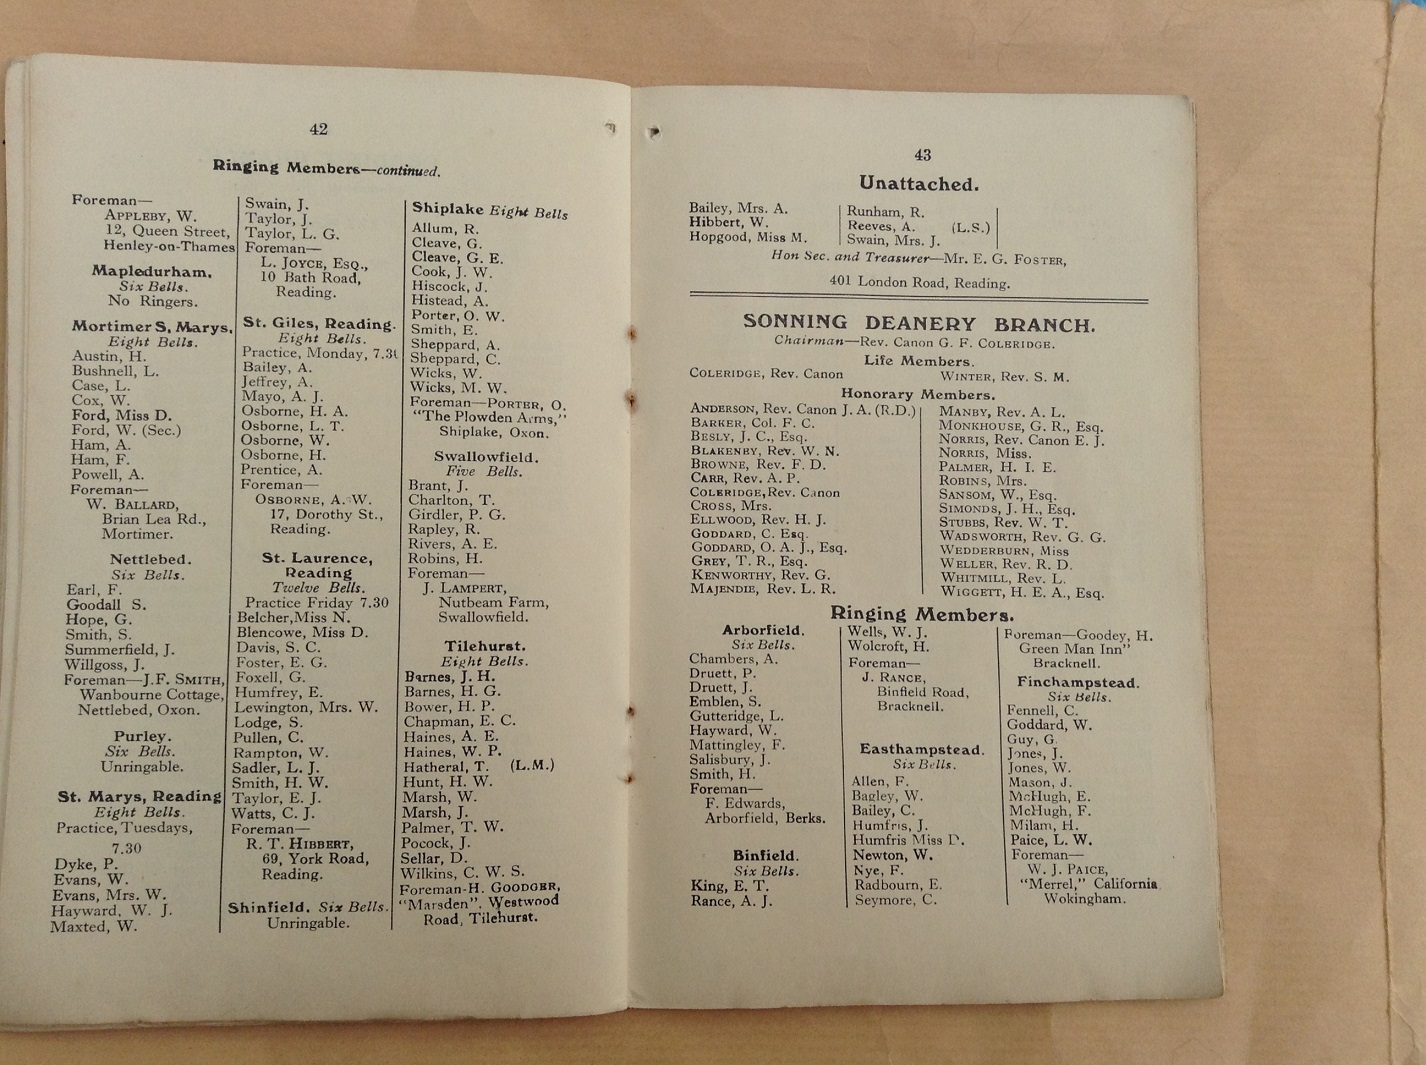 42
Ringing Members—continued.
Foreman—
APPLEBY, W.
12, Queen Street,
Henley-on-Thames
Mapledurham.
Six Bells.
No Ringers.
Mortimer S. Marys.
Eight Bells.
Austin, H.
Bushnell, L.
Case, L.
Cox, W.
Ford, Miss D.
Ford, W. (Sec.)
Ham, A.
Ham, F.
Powell, A.
Foreman—
W. BALLARD,
Brian Lea Rd.,
Mortimer.
Nettlebed.
Six Bells.
Earl, F.
Goodall S.
Hope, G.
Smith, S.
Summerfield, J.
Willgoss, J.
Foreman—J.F. SMITH,
Wanbourne Cottage,
Nettlebed, Oxon.
Purley.
Six Bells.
Unringable.
St. Marys, Reading
Eight Bells.
Practice, Tuesdays,
7.30
Dyke, P.
Evans, W.
Evans, Mrs. W.
Hayward, W. J.
Maxted, W.
Swain, J.
Taylor, J.
Taylor, L. G.
Foreman—
L. JOYCE, ESQ.,
10 Bath Road,
Reading.
St. Giles, Reading.
Eight Bells.
Practice, Monday, 7.30
Bailey, A.
Jeffrey, A.
Mayo, A. J.
Osborne, H. A.
Osborne, L. T.
Osborne, W.
Osborne, H.
Prentice, A.
Foreman—
OSBORNE, A. W.
17, Dorothy St.,
Reading.
St. Laurence,
Reading
Twelve Bells.
Practice Friday 7.30
Belcher,Miss N.
Blencowe, Miss D.
Davis, S. C.
Foster, E. G.
Foxell, G.
Humfrey, E.
Lewington, Mrs. W.
Lodge, S.
Pullen, C.
Rampton, W.
Sadler, L. J.
Smith, H. W.
Taylor, E. J.
Watts, C. J.
Foreman—
R. T. HIBBERT,
69, York Road,
Reading.
Shinfield. Six Bells.
Unringable.
Shiplake Eight Bells
Allum, R.
Cleave, G.
Cleave, G. E.
Cook, J. W.
Hiscock, J.
Histead, A.
Porter, O. W.
Smith, E.
Sheppard, A.
Sheppard, C.
Wicks, W.
Wicks, M. W.
Foreman—PORTER, O.
"The Plowden Arms,"
Shiplake, Oxon.
Swallowfield.
Five Bells.
Brant, J.
Charlton, T.
Girdler, P. G.
Rapley, R.
Rivers, A. E.
Robins, H.
Foreman—
J. LAMPERT,
Nutbeam Farm,
Swallowfield.
Tilehurst.
Eight Bells.
Barnes, J. H.
Barnes, H. G.
Bower, H. P.
Chapman, E. C.
Haines, A. E.
Haines, W. P.
Hatheral, T. (L.M.)
Hunt, H. W.
Marsh, W.
Marsh, J.
Palmer, T. W.
Pocock, J.
Sellar, D.
Wilkins, C. W. S.
Foreman-H. GOODGER,
"Marsden", Westwood
Road, Tilehurst.
43
Unattached.
Bailey, Mrs. A.
Hibbert, W.
Hopgood, Miss M.
Runham, R.
Reeves, A. (L.S.)
Swain, Mrs. J.
Hon Sec. and Treasurer—Mr. E. G. FOSTER,
401 London Road, Reading.
SONNING DEANERY BRANCH.
Chairman—Rev. Canon G. F. COLERIDGE.
Life Members.
COLERIDGE, Rev. Canon WINTER, Rev. S. M.
Honorary Members.
ANDERSON, Rev. Canon J. A. (R.D.)
BARKER, Col. F. C.
BESLY, J. C., Esq.
BLAKENEY, Rev. W. N.
BROWNE, Rev. F. D.
CARR, Rev. A. P.
COLERIDGE,Rev. Canon
CROSS, Mrs.
ELLWOOD, Rev. H. J.
GODDARD, C. Esq.
GODDARD, O. A. J., Esq.
GREY, T. R., Esq.
KENWORTHY, Rev. G.
MAJENDIE, Rev. L. R.
MANBY, Rev. A. L.
MONKHOUSE, G. R., Esq.
NORRIS, Rev. Canon E. J.
NORRIS, Miss.
PALMER, H. I. E.
ROBINS, Mrs.
SANSOM, W., Esq.
SIMONDS, J. H., Esq.
STUBBS, Rev. W. T.
WADSWORTH, Rev. G. G.
WEDDERBURN, Miss
WELLER, Rev. R. D.
WHITMILL, Rev. L.
WIGGETT, H. E. A., Esq.
Ringing Members.
Arborfield.
Six Bells.
Chambers, A.
Druett, P.
Druett, J.
Emblen, S.
Gutteridge, L.
Hayward, W.
Mattingley, F.
Salisbury, J.
Smith, H.
Foreman—
F. Edwards,
Arborfield, Berks.
Binfield.
Six Bells.
King, E. T.
Rance, A. J.
Wells, W. J.
Wolcroft, H.
Foreman—
J. RANCE,
Binfield Road,
Bracknell.
Easthampstead.
Six Bells.
Allen, F.
Bagley, W.
Bailey, C.
Humfris, J.
Humfris Miss D.
Newton, W.
Nye, F.
Radbourn, E.
Seymore, C.
Foreman—Goodey, H.
Green Man Inn"
Bracknell.
Finchampstead.
Six Bells.
Fennell, C.
Goddard, W.
Guy, G.
Jones, J.
Jones, W.
Mason, J.
McHugh, E.
McHugh, F.
Milam, H.
Paice, L. W.
Foreman—
W. J. PAICE,
"Merrel," California
Wokingham.